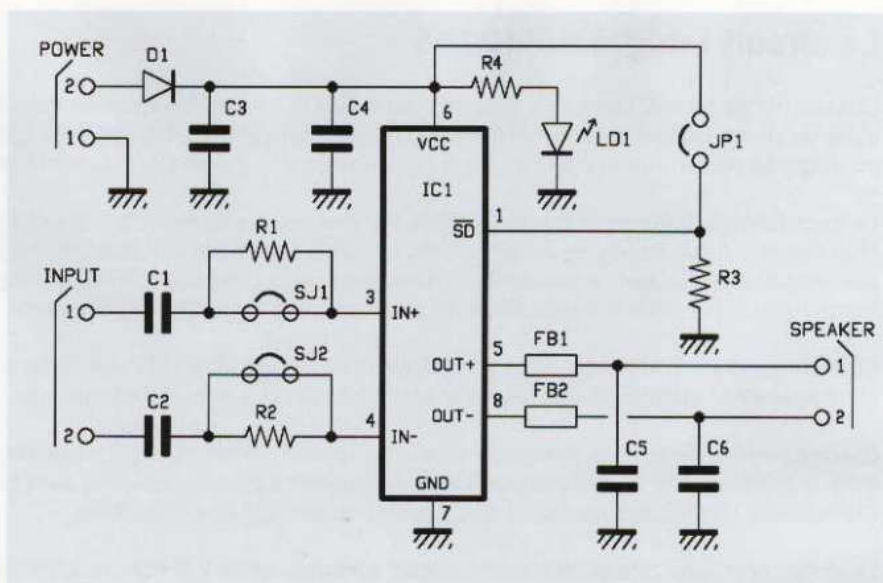 POWER
D1
2
1
C3
C4
R4
6
VCC
LD1
JP1
IC1
1
SD
R3
R1
INPUT
C1
SJ1
1
3
IN+
SJ2
SPEAKER
5
FB1
OUT+
1
8
FB2
OUT-
2
C2
R2
2
4
IN-
C5
C6
GND
7